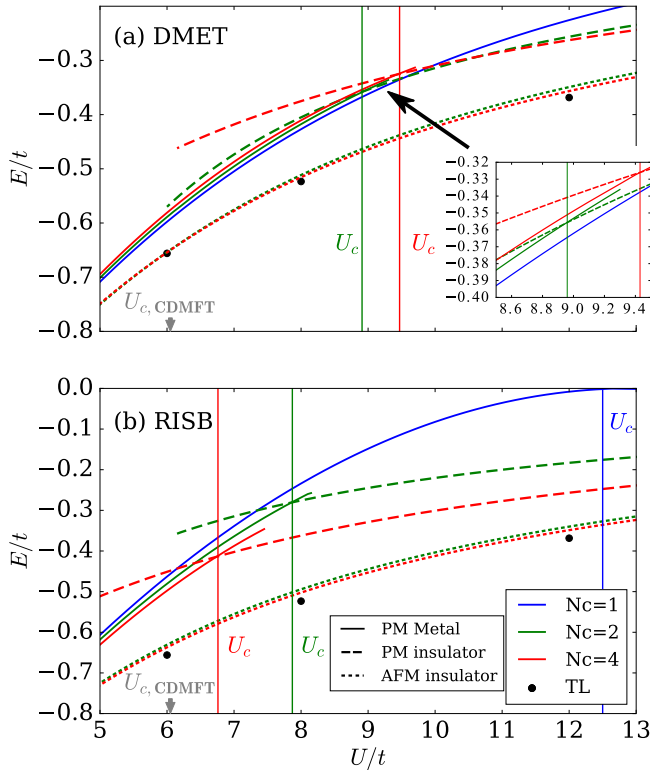 (a) DMET
−0.3
−0.4
−0.5
−0.6
−0.7
−0.8
E/t
U_c
U_c
U_c, CDMFT
−0.32
−0.33
−0.34
−0.35
−0.36
−0.37
−0.38
−0.39
−0.40
8.6 8.8 9.0 9.2 9.4
(b) RISB
0.0
−0.1
−0.2
−0.3
−0.4
−0.5
−0.6
−0.7
−0.8
E/t
U_c
U_c
U_c
U_c, CDMFT
PM Metal
PM insulator
AFM insulator
Nc=1
Nc=2
Nc=4
TL
5 6 7 8 9 10 11 12 13
U/t